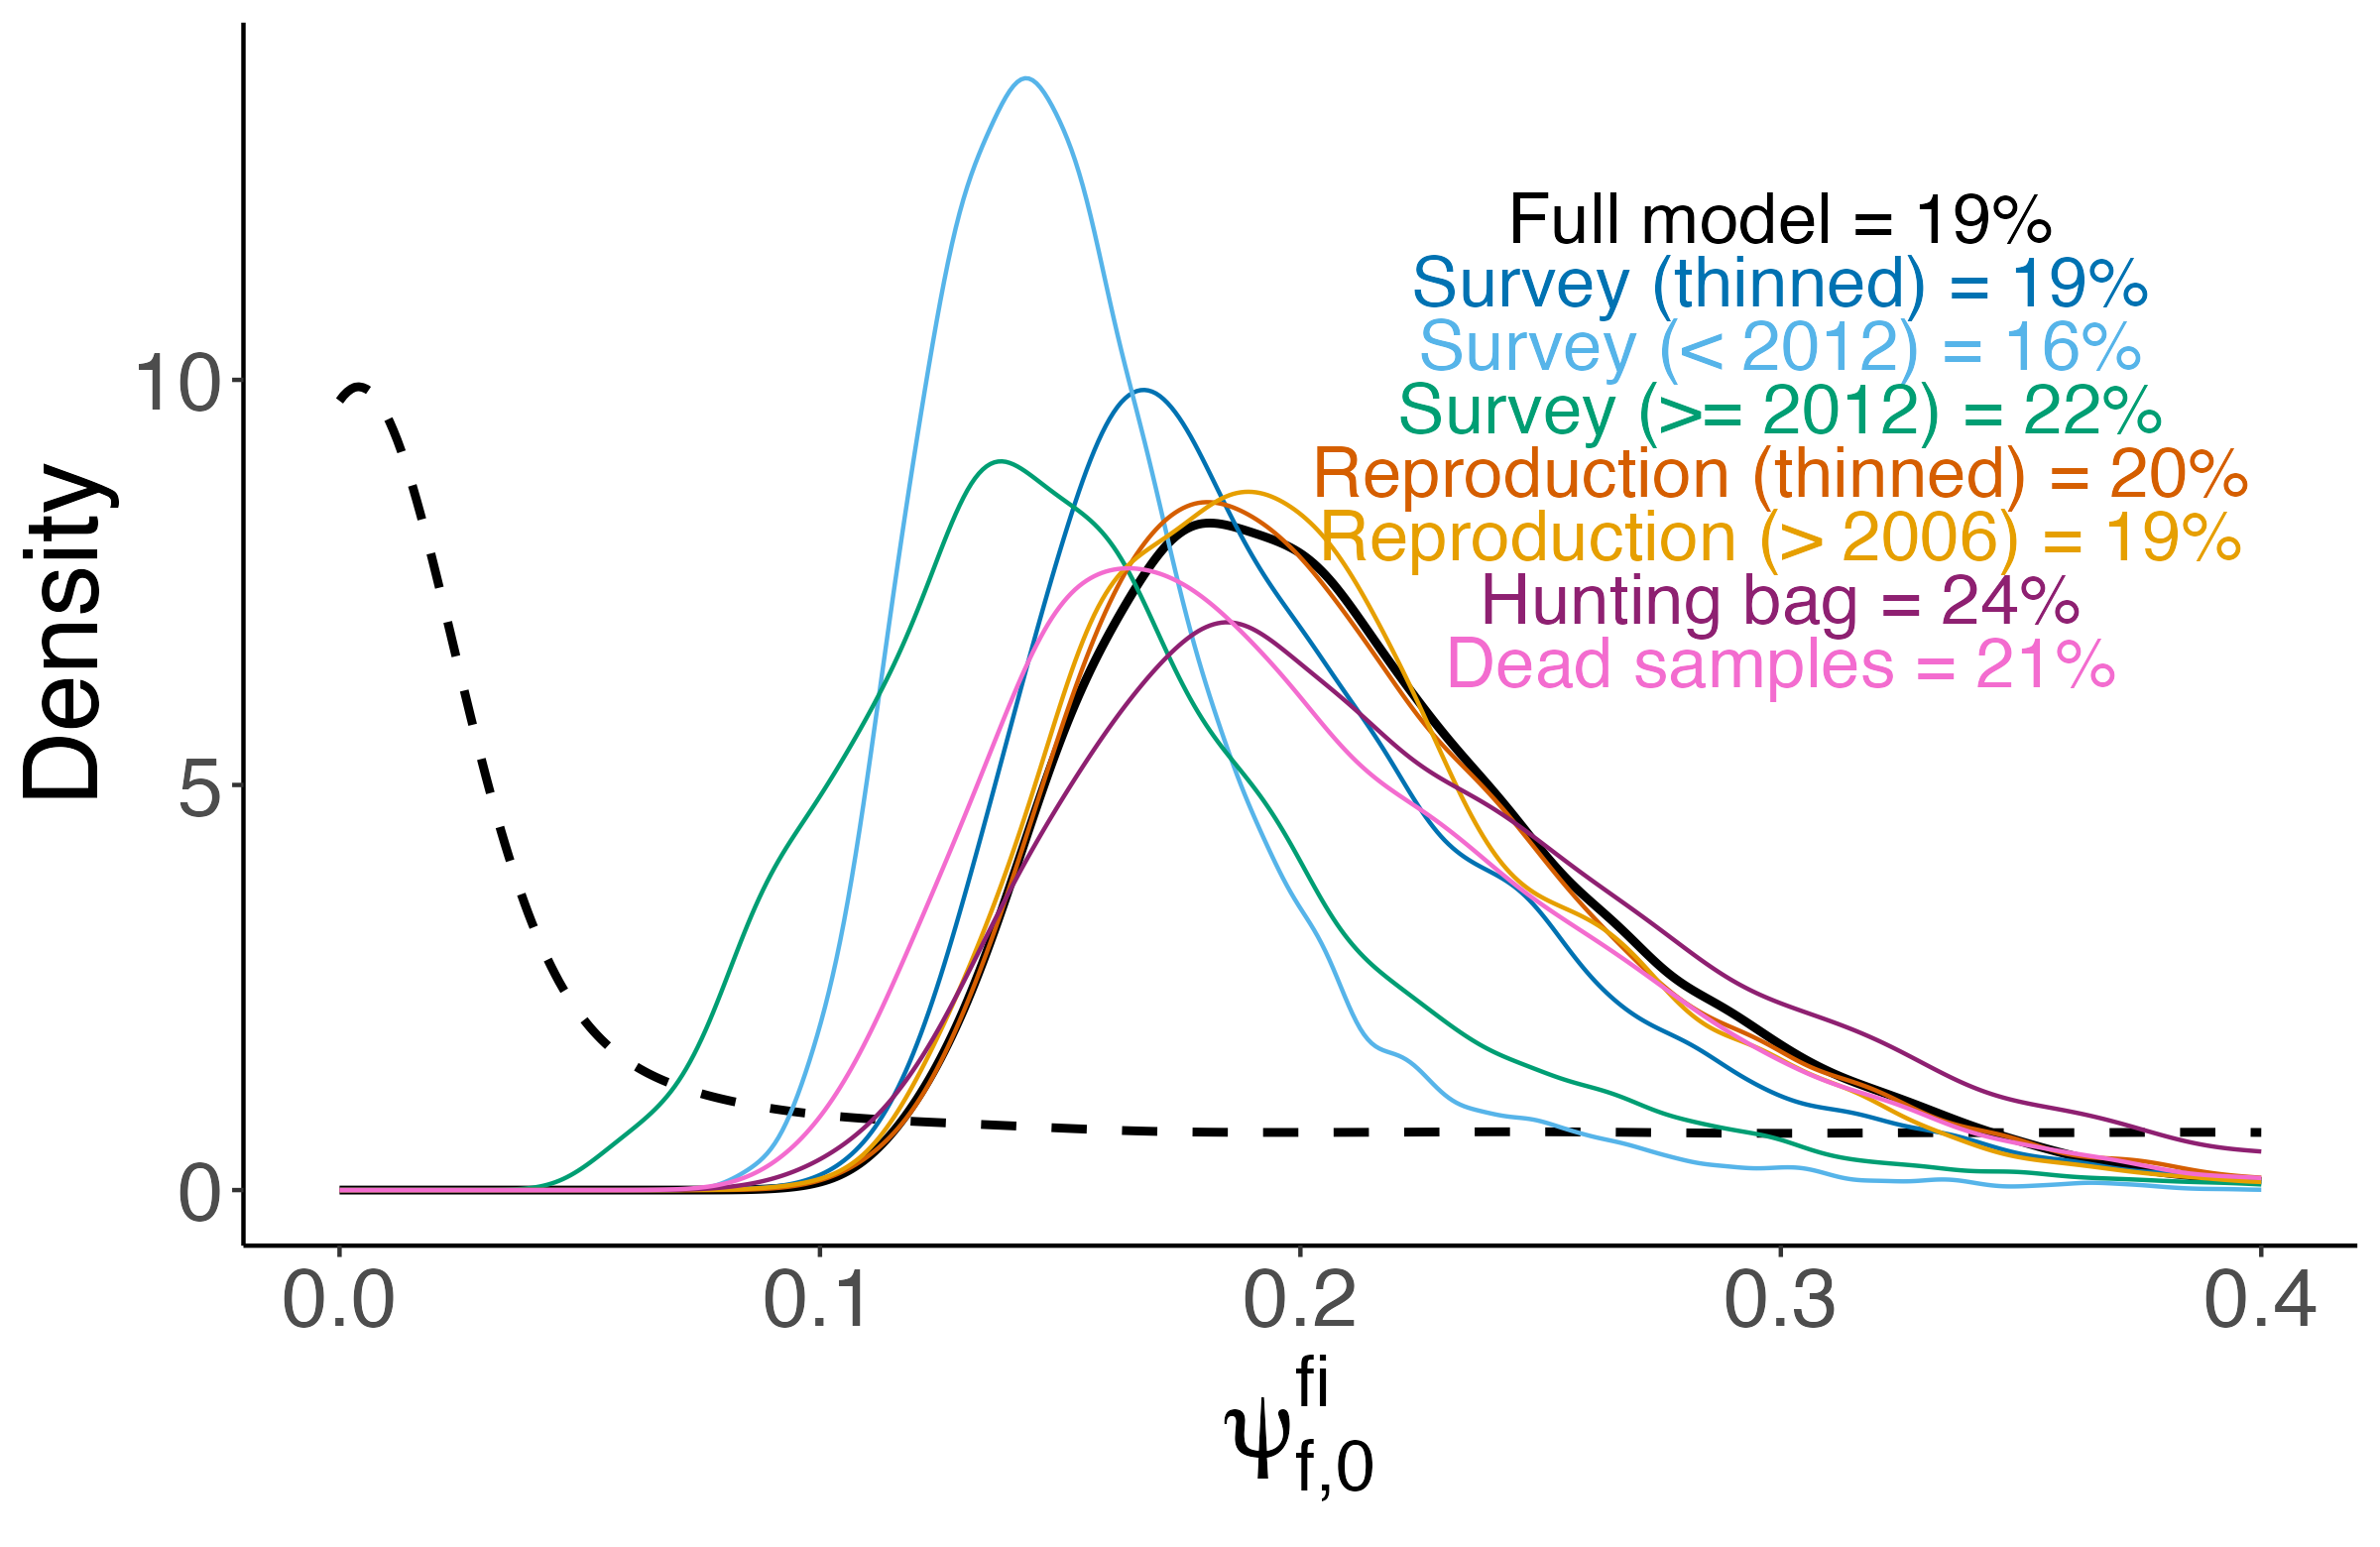 Full model = 19%
Survey (thinned) = 19%
Survey (< 2012) = 16%
Survey (>= 2012) = 22%
Reproduction (thinned) = 20%
Reproduction (> 2006) = 19%
Hunting bag = 24%
Dead samples = 21%
Density
10
5
0
0.0 0.1 0.2 0.3 0.4
ψ fi f,0